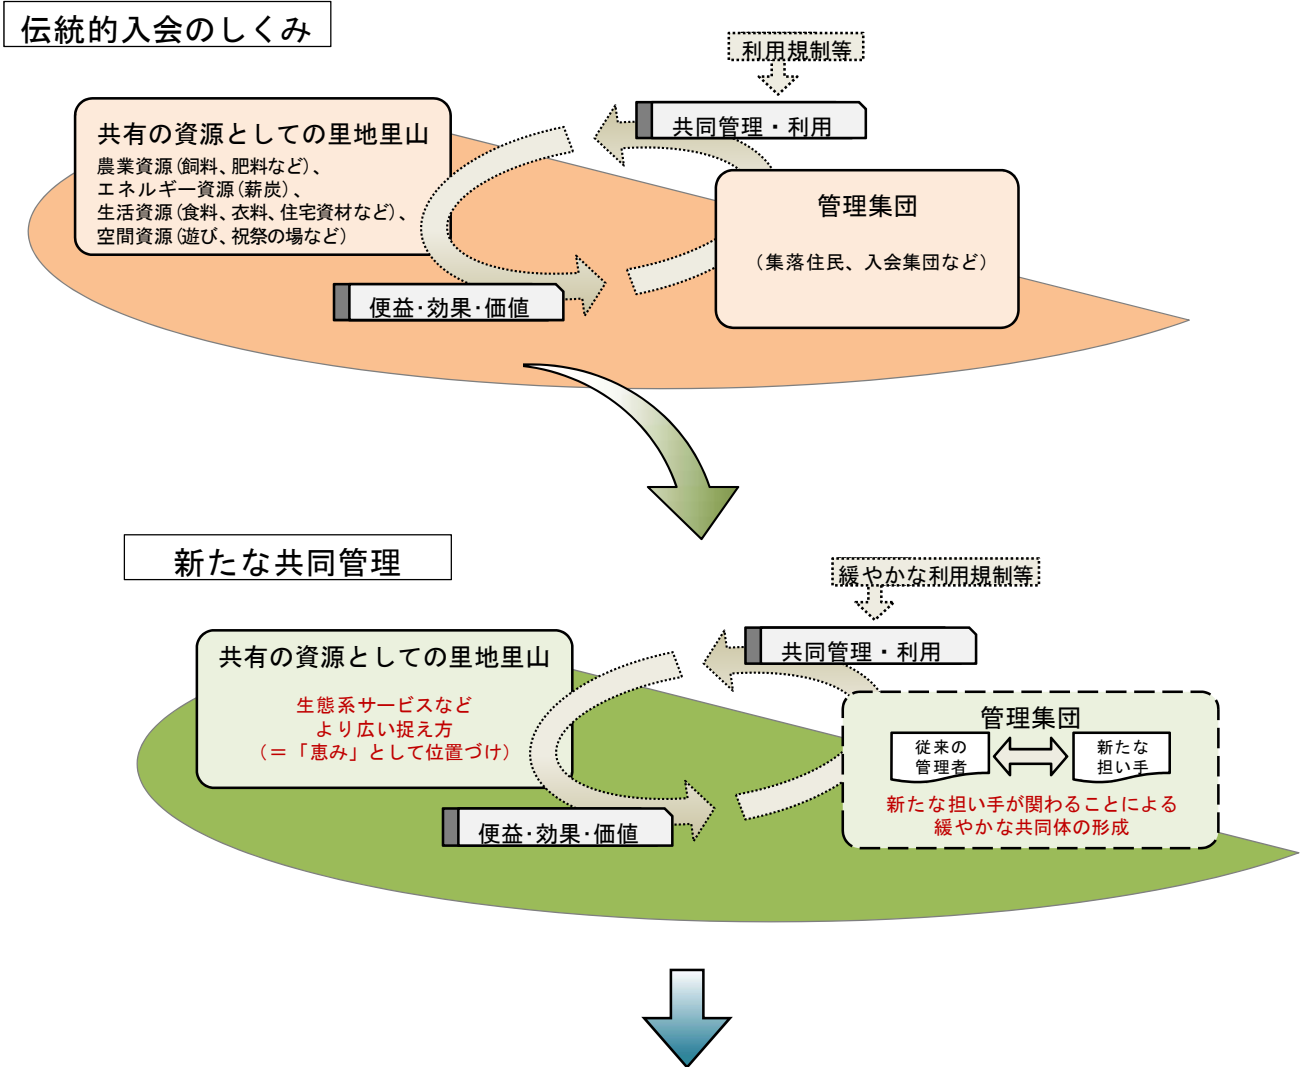 伝統的入会のしくみ
利用規制等
共同管理・利用
共有の資源としての里地里山
農業資源（飼料、肥料など）、
エネルギー資源（薪炭）、
生活資源（食料、衣料、住宅資材など）、
空間資源（遊び、祝祭の場など）
管理集団
（集落住民、入会集団など）
便益・効果・価値
新たな共同管理
緩やかな利用規制等
共同管理・利用
共有の資源としての里地里山
生態系サービスなど
より広い捉え方
（＝「恵み」として位置づけ）
管理集団
従来の
管理者
新たな
担い手
新たな担い手が関わることによる
緩やかな共同体の形成
便益・効果・価値